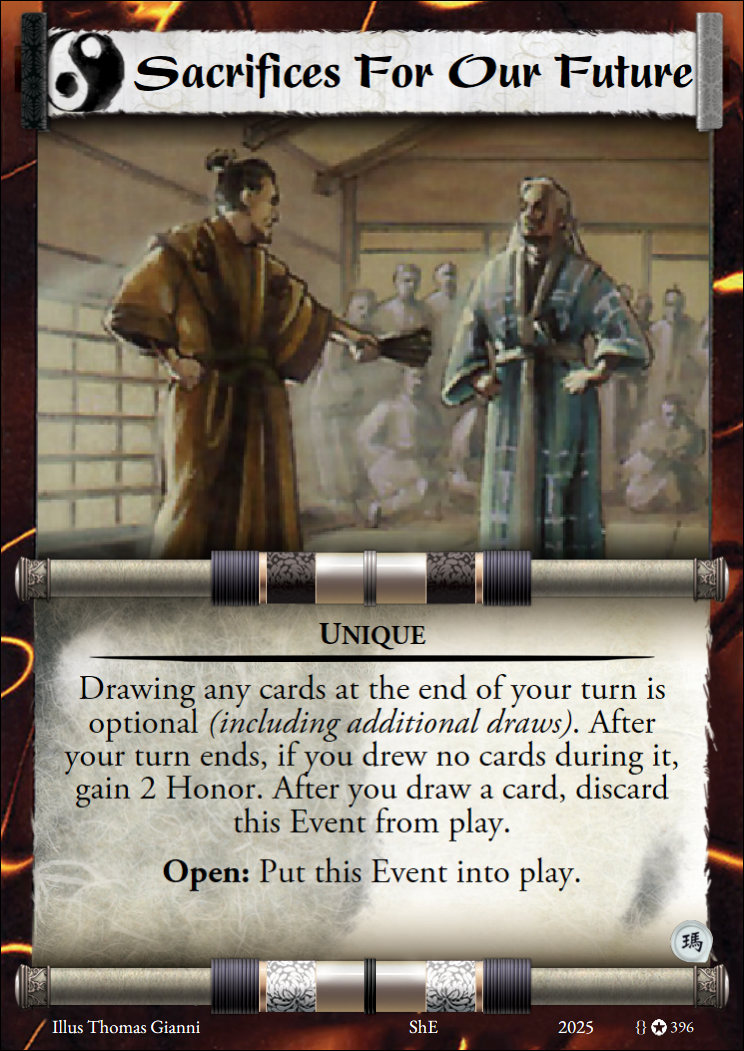 Sacrifices For Our Future
Unique
Drawing any cards at the end of your turn is
optional (including additional draws). After
your turn ends, if you drew no cards during it,
gain 2 Honor. After you draw a card, discard
this Event from play.
Open: Put this Event into play.
瑪
Illus Thomas Gianni ShE 2025 {} ✪ 396